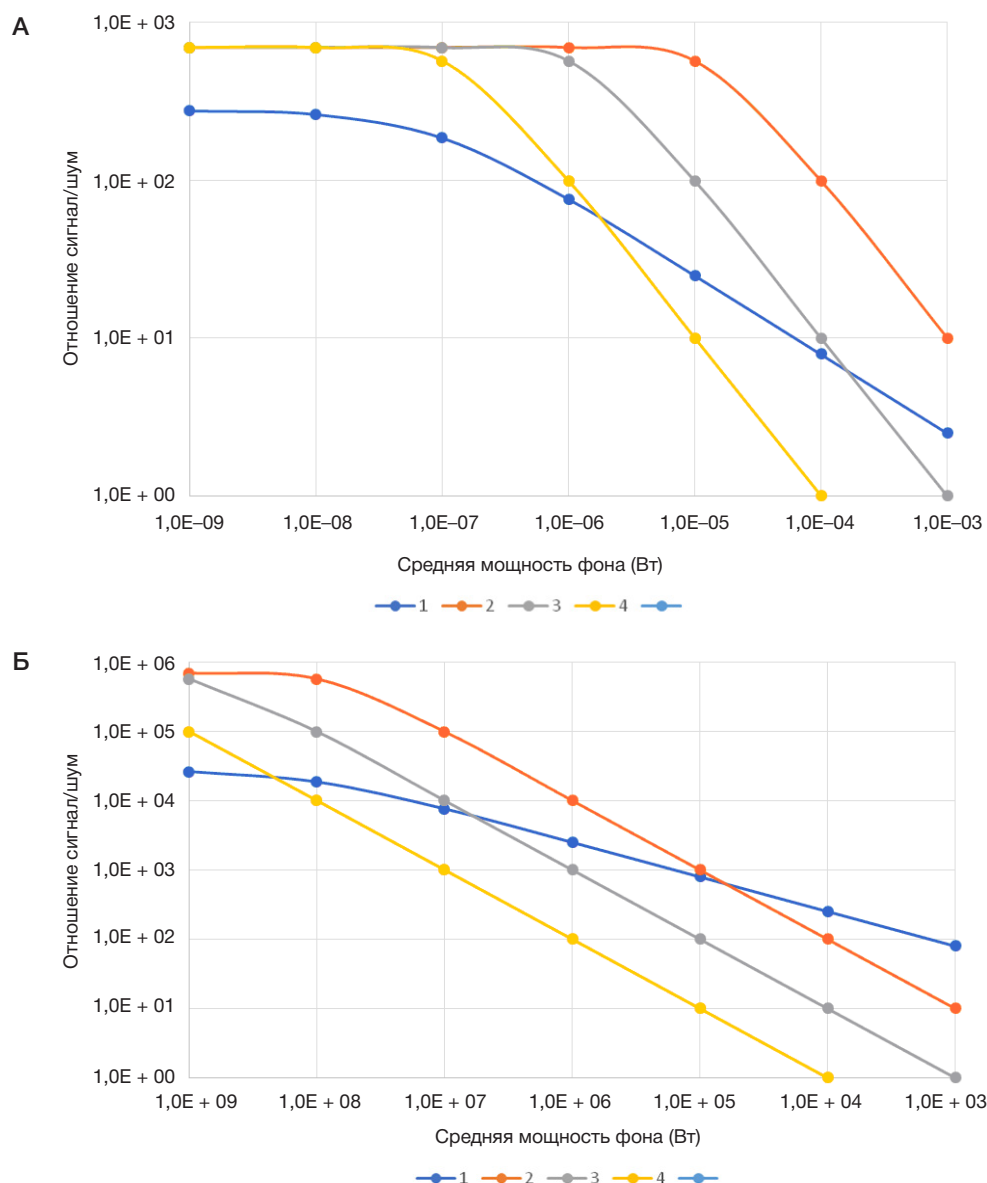 А
1,0E + 03
1,0E + 02
1,0E + 01
1,0E + 00
Отношение сигнал/шум
1,0E–09 1,0E–08 1,0E–07 1,0E–06 1,0E–05 1,0E–04 1,0E–03
Средняя мощность фона (Вт)
1 2 3 4
Б
1,0E + 06
1,0E + 05
1,0E + 04
1,0E + 03
1,0E + 02
1,0E + 01
1,0E + 00
Отношение сигнал/шум
1,0E + 09 1,0E + 08 1,0E + 07 1,0E + 06 1,0E + 05 1,0E + 04 1,0E + 03
Средняя мощность фона (Вт)
1 2 3 4